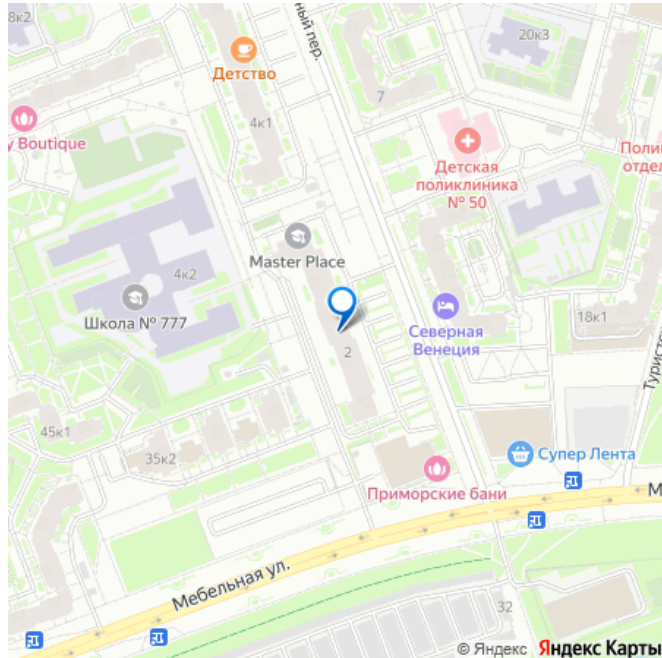 8к2
ный пер.
20к3
Детство
7
4к1
y Boutique
Детская
поликлиника
№ 50
Поли
отдел
Master Place
4к2
Школа № 777
Северная
Венеция
18к1
2
Турист
45к1
35к2
Супер Лента
Приморские бани
М
Мебельная ул.
32
© Яндекс Яндекс Карты